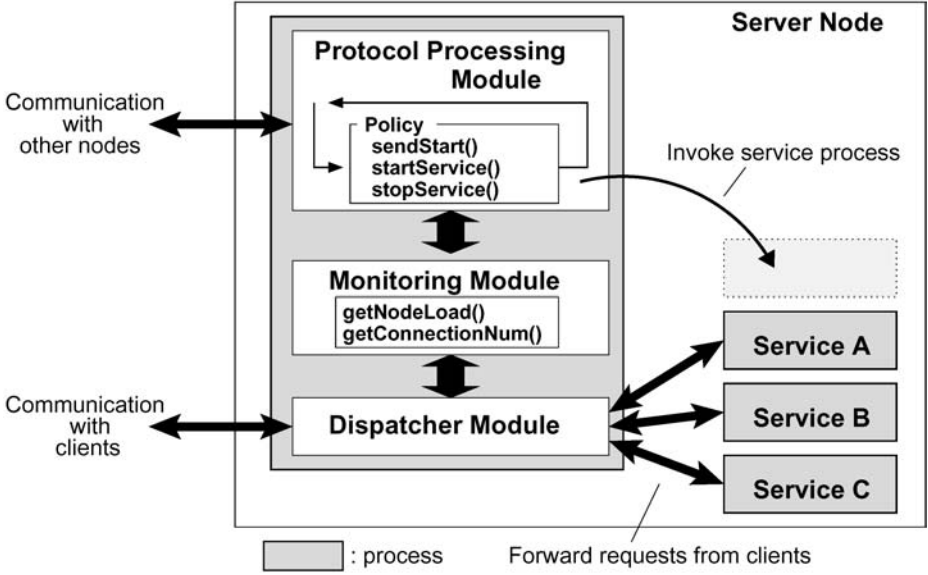 Server Node
Protocol Processing
Module
Communication
with
other nodes
Policy
sendStart()
startService()
stopService()
Invoke service process
Monitoring Module
getNodeLoad()
getConnectionNum()
Service A
Communication
with
clients
Dispatcher Module
Service B
Service C
: process
Forward requests from clients